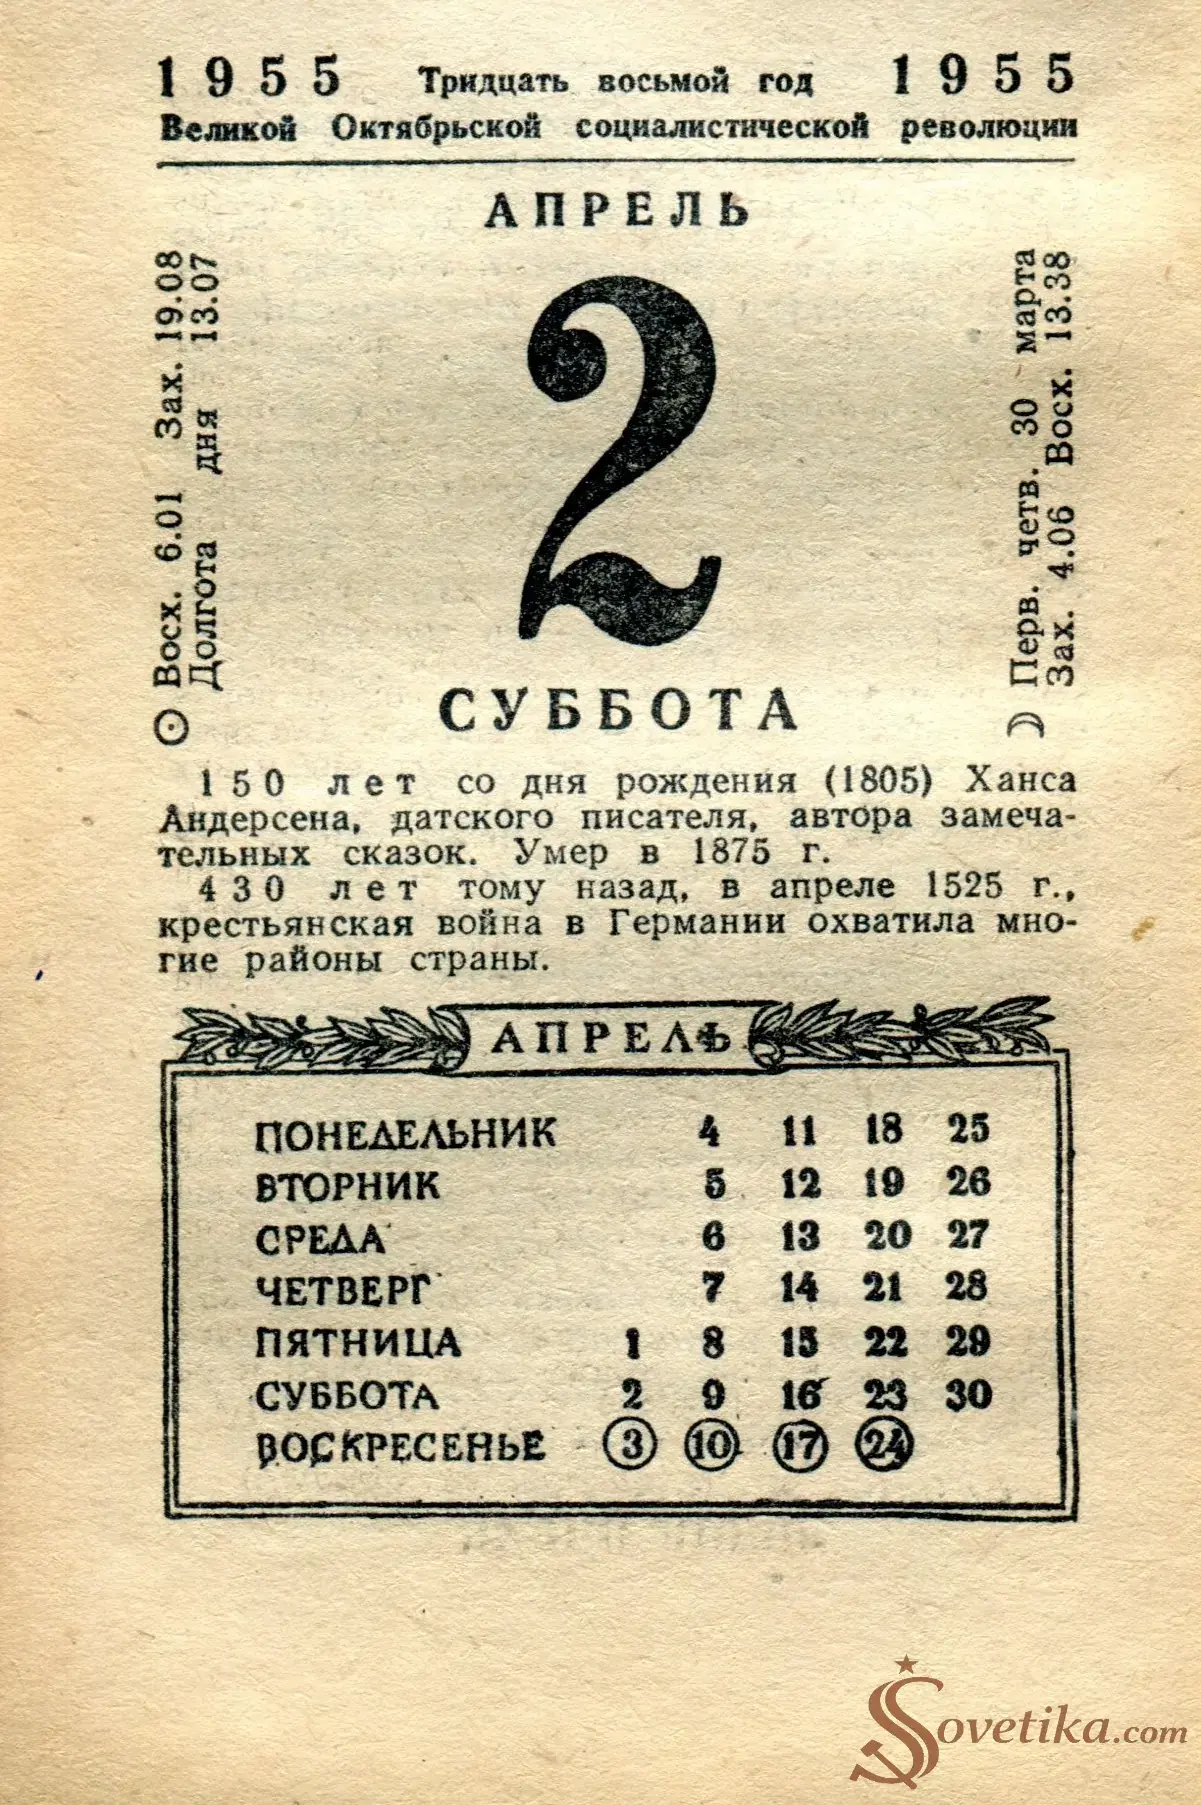 1955 Тридцать восьмой год 1955
Великой Октябрьской социалистической революции
АПРЕЛЬ
Восх. 6.01 Зах. 19.08
Долгота дня 13.07
2
Перв. четв. 30 марта
Зах. 4.06 Восх. 13.38
СУББОТА
150 лет со дня рождения (1805) Ханса
Андерсена, датского писателя, автора замеча-
тельных сказок. Умер в 1875 г.
430 лет тому назад, в апреле 1525 г.,
крестьянская война в Германии охватила мно-
гие районы страны.
АПРЕЛЬ
ПОНЕДЕЛЬНИК 4 11 18 25
ВТОРНИК 5 12 19 26
СРЕДА 6 13 20 27
ЧЕТВЕРГ 7 14 21 28
ПЯТНИЦА 1 8 15 22 29
СУББОТА 2 9 16 23 30
ВОСКРЕСЕНЬЕ 3 10 17 24
Sovetika.com